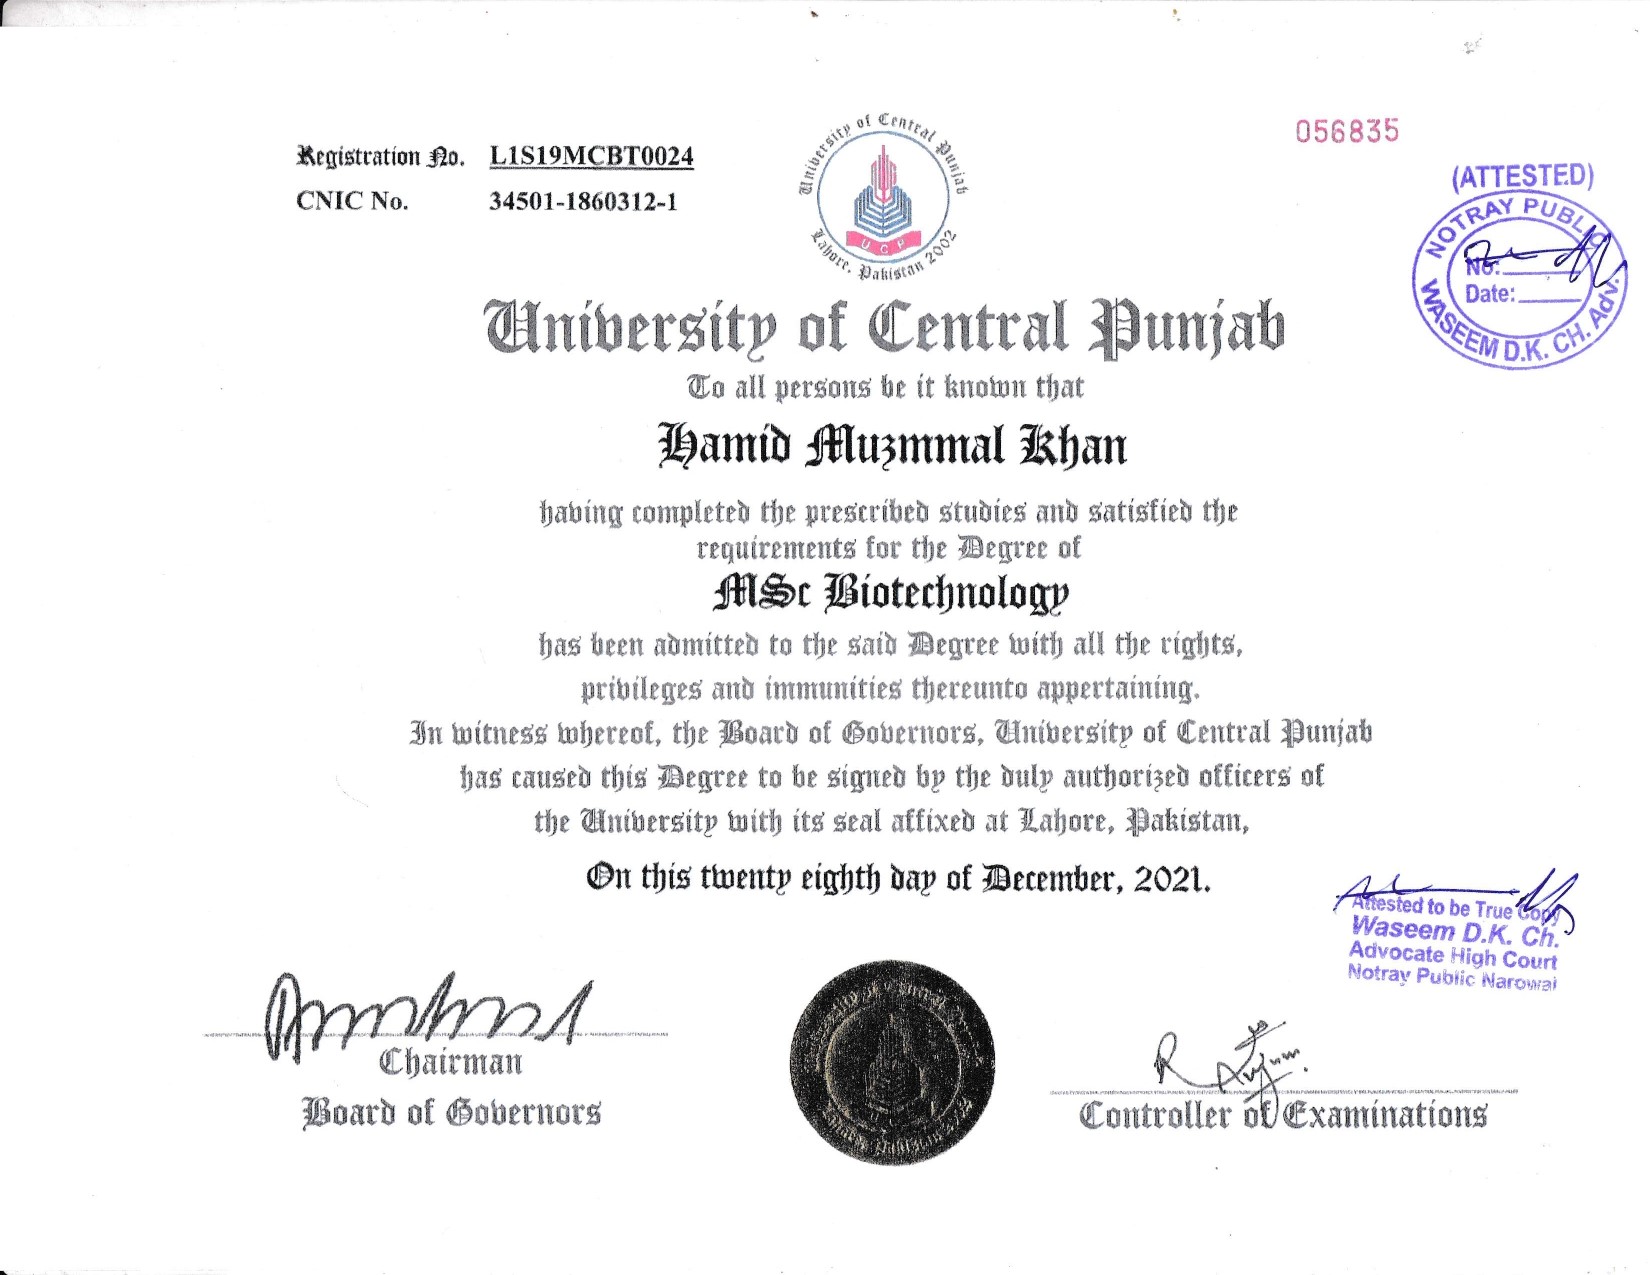 056835
Registration No. L1S19MCBT0024
CNIC No. 34501-1860312-1
University of Central Punjab
Lahore, Pakistan 2002
UCP
(ATTESTED)
NOTRAY PUBLIC
No:
Date:
WASEEM D.K. CH. Adv.
University of Central Punjab
To all persons be it known that
Hamid Muzmmal Khan
having completed the prescribed studies and satisfied the
requirements for the Degree of
MSc Biotechnology
has been admitted to the said Degree with all the rights,
privileges and immunities thereunto appertaining.
In witness whereof, the Board of Governors, University of Central Punjab
has caused this Degree to be signed by the duly authorized officers of
the University with its seal affixed at Lahore, Pakistan,
On this twenty eighth day of December, 2021.
Attested to be True Copy
Waseem D.K. Ch.
Advocate High Court
Notray Public Narowal
Chairman
Board of Governors
Controller of Examinations